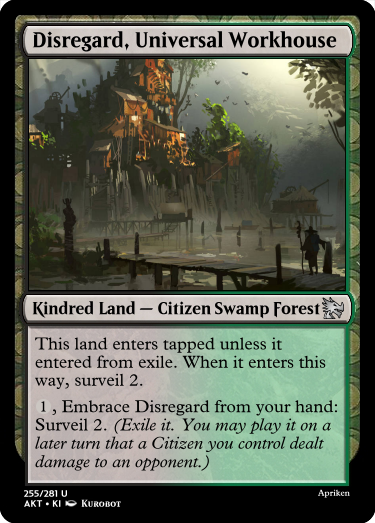 Disregard, Universal Workhouse
Kindred Land — Citizen Swamp Forest
This land enters tapped unless it
entered from exile. When it enters this
way, surveil 2.
1 , Embrace Disregard from your hand:
Surveil 2. (Exile it. You may play it on a
later turn that a Citizen you control dealt
damage to an opponent.)
255/281 U
Apriken
AKT • KI Kurobot